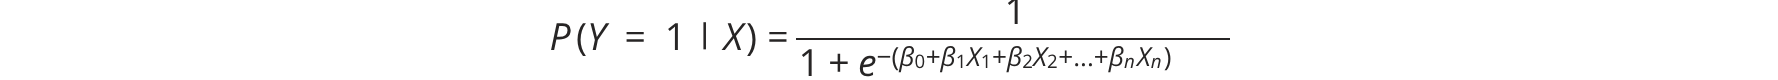 P(Y = 1 | X) = 1 / 1 + e^−(β₀+β₁X₁+β₂X₂+...+βₙXₙ)